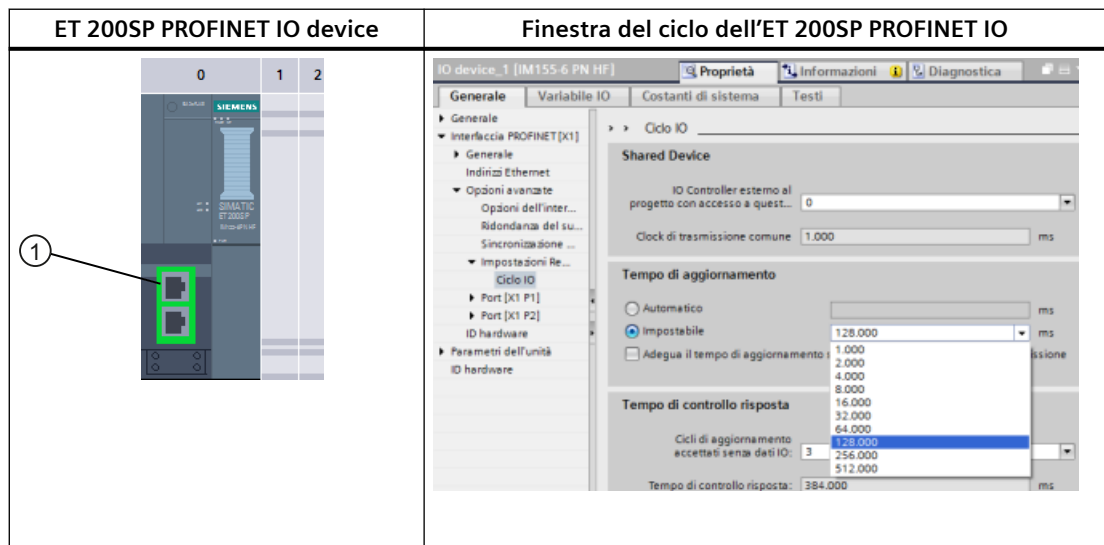 ET 200SP PROFINET IO device
Finestra del ciclo dell'ET 200SP PROFINET IO
0 1 2
SIEMENS
SIMATIC
ET 200SP
1
IO device_1 [IM155-6 PN HF]
Proprietà
Informazioni
Diagnostica
Generale
Variabile IO
Costanti di sistema
Testi
Generale
Interfaccia PROFINET [X1]
Generale
Indirizzi Ethernet
Opzioni avanzate
Opzioni dell'inter...
Ridondanza del su...
Sincronizzazione ...
Impostazioni Re...
Ciclo IO
Port [X1 P1]
Port [X1 P2]
ID hardware
Parametri dell'unità
ID hardware
> > Ciclo IO
Shared Device
IO Controller esterno al
progetto con accesso a quest... 0
Clock di trasmissione comune 1.000 ms
Tempo di aggiornamento
Automatico ms
Impostabile 128.000 ms
Adegua il tempo di aggiornamento
issione
1.000
2.000
4.000
8.000
16.000
32.000
64.000
128.000
256.000
512.000
Tempo di controllo risposta
Cicli di aggiornamento
accettati senza dati IO: 3
Tempo di controllo risposta: 384.000 ms